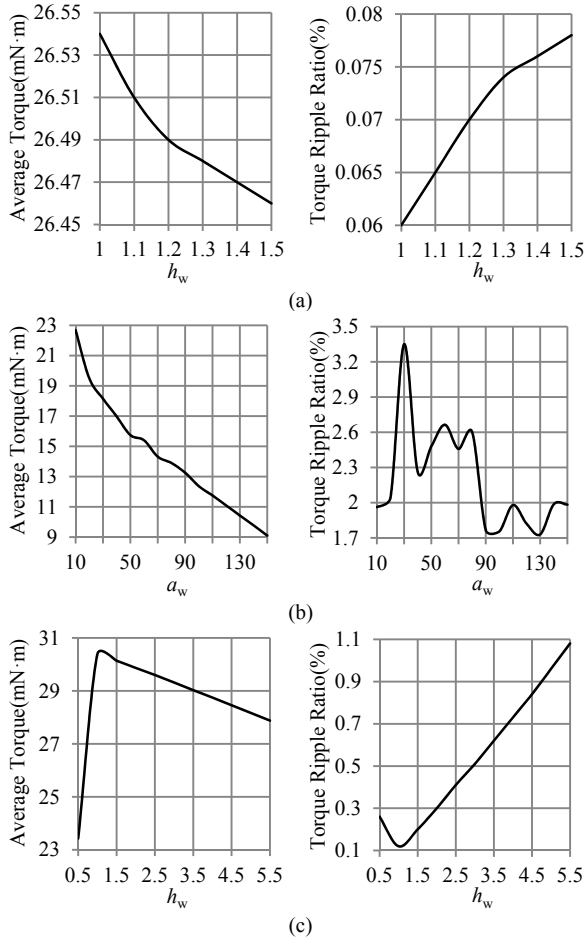 Average Torque(mN·m)
26.55
26.53
26.51
26.49
26.47
26.45
1 1.1 1.2 1.3 1.4 1.5
h_w
Torque Ripple Ratio(%)
0.08
0.075
0.07
0.065
0.06
1 1.1 1.2 1.3 1.4 1.5
h_w
(a)
Average Torque(mN·m)
23
21
19
17
15
13
11
9
10 50 90 130
a_w
Torque Ripple Ratio(%)
3.5
3.2
2.9
2.6
2.3
2
1.7
10 50 90 130
a_w
(b)
Average Torque(mN·m)
31
29
27
25
23
0.5 1.5 2.5 3.5 4.5 5.5
h_w
Torque Ripple Ratio(%)
1.1
0.9
0.7
0.5
0.3
0.1
0.5 1.5 2.5 3.5 4.5 5.5
h_w
(c)